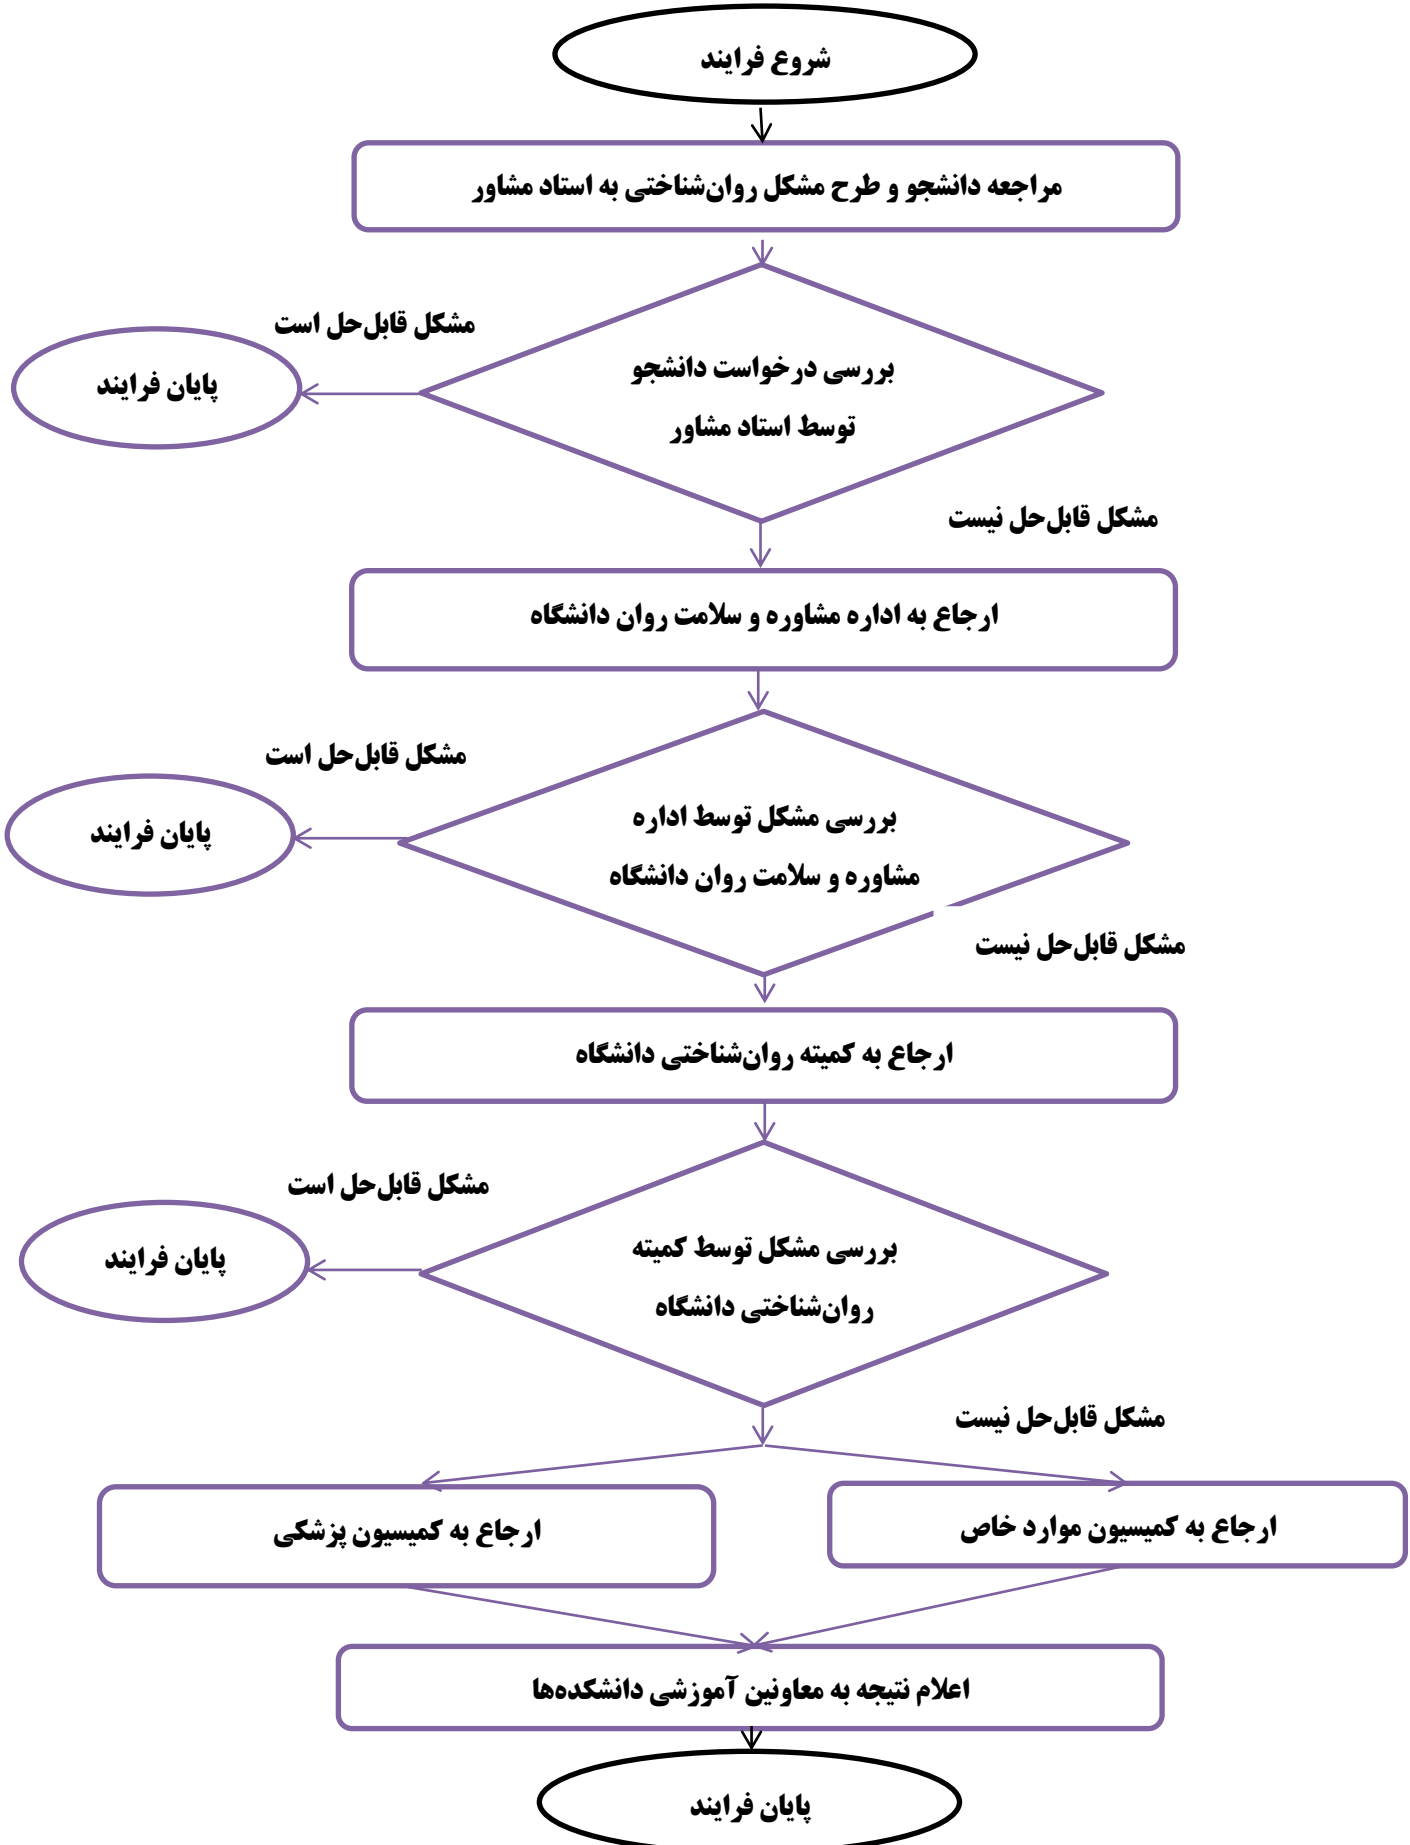 شروع فرایند
مراجعه دانشجو و طرح مشکل روان‌شناختی به استاد مشاور
مشکل قابل‌حل است
بررسی درخواست دانشجو
توسط استاد مشاور
پایان فرایند
مشکل قابل‌حل نیست
ارجاع به اداره مشاوره و سلامت روان دانشگاه
مشکل قابل‌حل است
بررسی مشکل توسط اداره
مشاوره و سلامت روان دانشگاه
پایان فرایند
مشکل قابل‌حل نیست
ارجاع به کمیته روان‌شناختی دانشگاه
مشکل قابل‌حل است
بررسی مشکل توسط کمیته
روان‌شناختی دانشگاه
پایان فرایند
مشکل قابل‌حل نیست
ارجاع به کمیسیون موارد خاص
ارجاع به کمیسیون پزشکی
اعلام نتیجه به معاونین آموزشی دانشکده‌ها
پایان فرایند